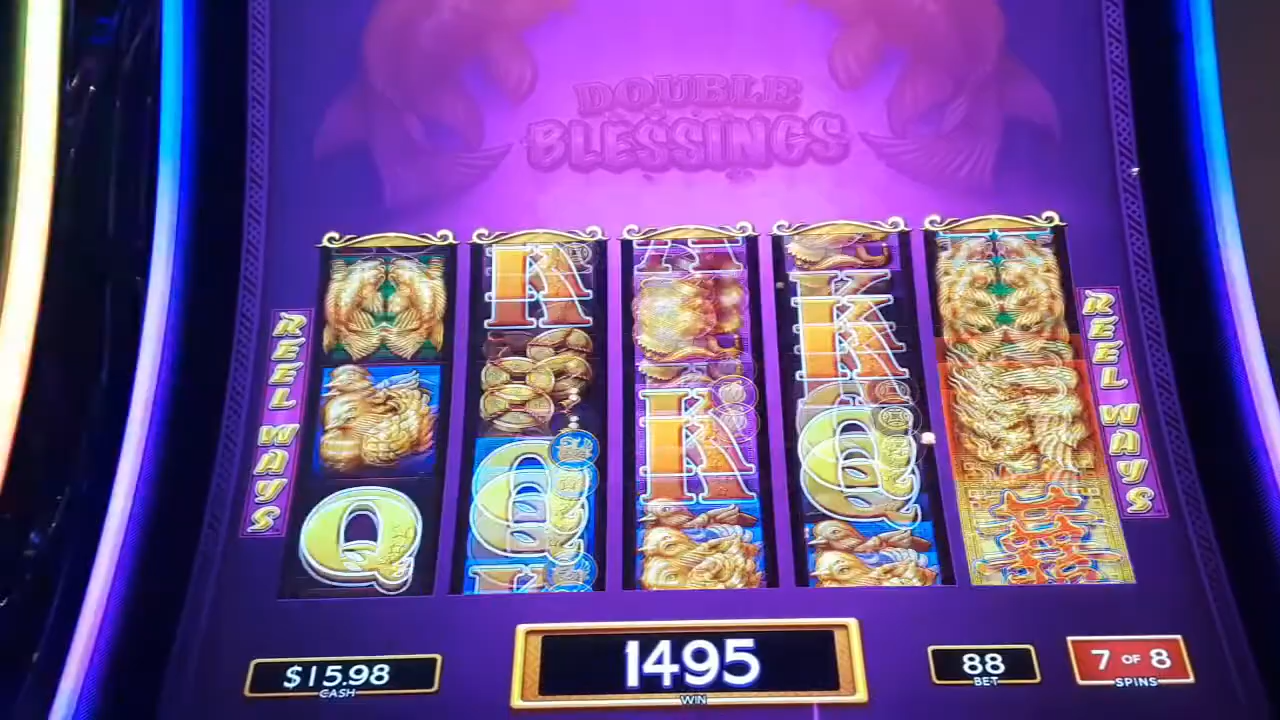 DOUBLE
BLESSINGS
REEL WAYS
REEL WAYS
K
K
K
K
Q
Q
Q
$15.98
CASH
1495
WIN
88
BET
7 OF 8
SPINS